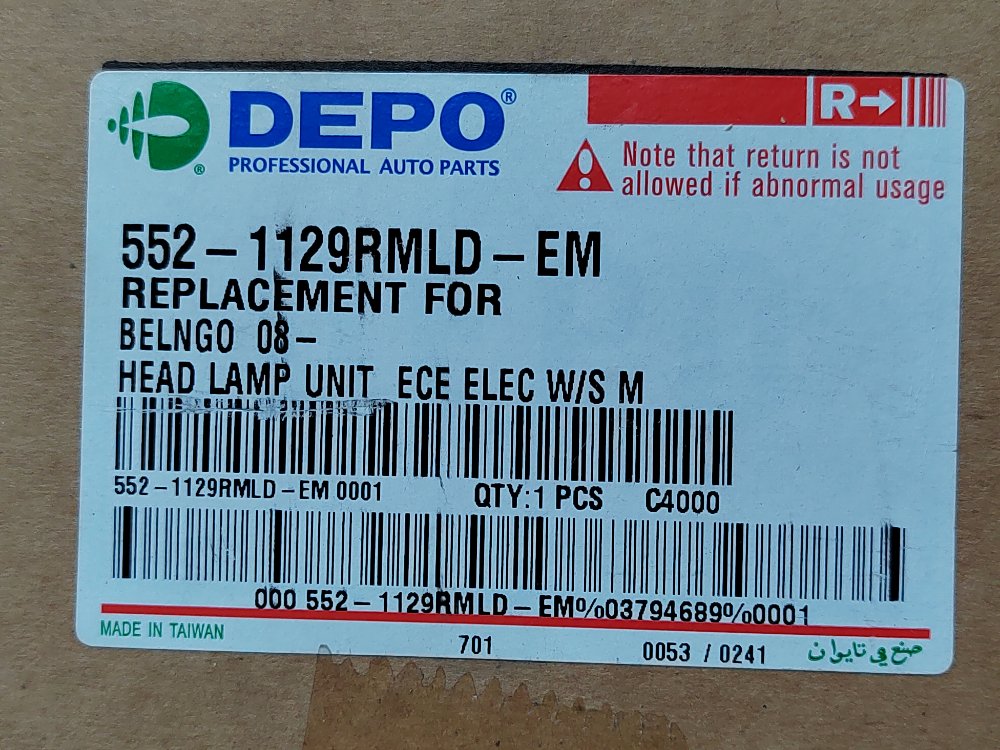 DEPO®
PROFESSIONAL AUTO PARTS
®
R→
Note that return is not
allowed if abnormal usage
552-1129RMLD-EM
REPLACEMENT FOR
BELNGO 08-
HEAD LAMP UNIT ECE ELEC W/S M
552-1129RMLD-EM 0001 QTY:1 PCS C4000
000 552-1129RMLD-EM%03794689%0001
MADE IN TAIWAN 701 0053 / 0241 صنع في تايوان